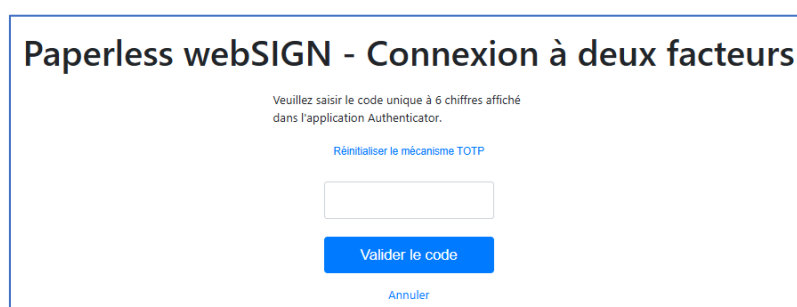 Paperless webSIGN - Connexion à deux facteurs
Veuillez saisir le code unique à 6 chiffres affiché
dans l'application Authenticator.
Réinitialiser le mécanisme TOTP
Valider le code
Annuler